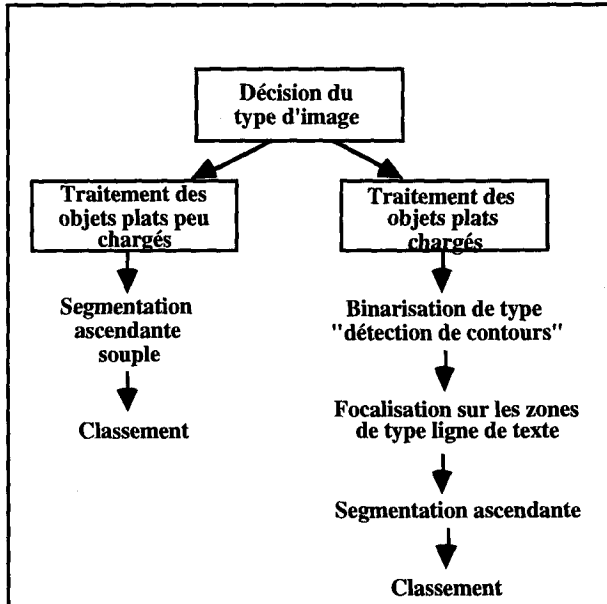 Décision du
type d'image
Traitement des
objets plats peu
chargés
Traitement des
objets plats
chargés
Segmentation
ascendante
souple
Classement
Binarisation de type
"détection de contours"
Focalisation sur les zones
de type ligne de texte
Segmentation ascendante
Classement